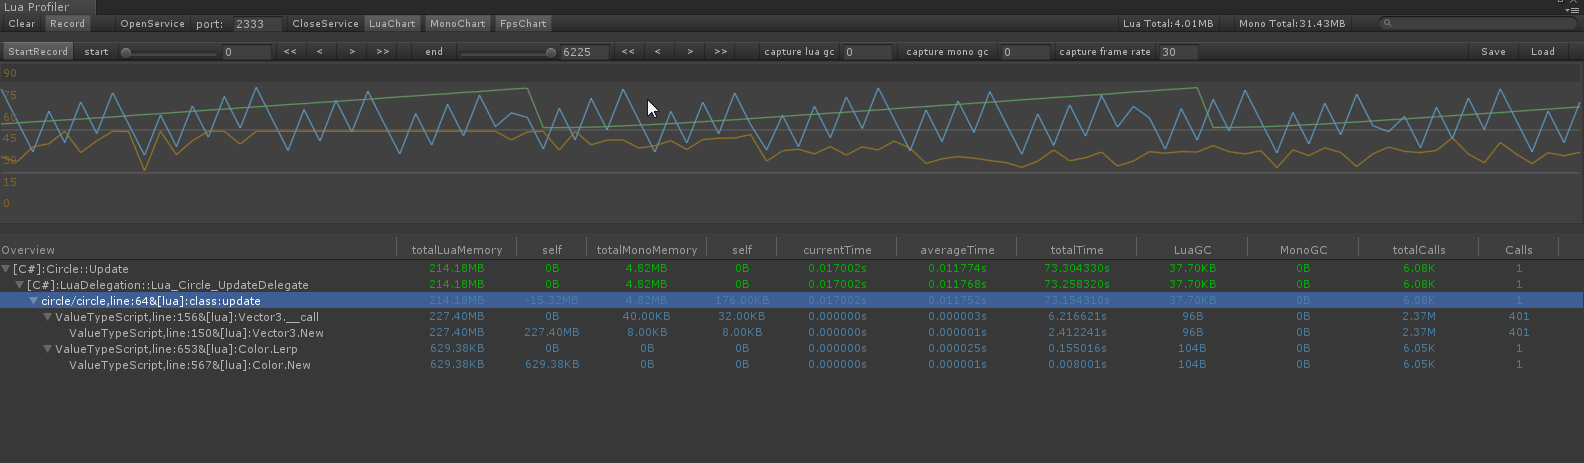 Lua Profiler
Clear Record OpenService port: 2333 CloseService LuaChart MonoChart FpsChart Lua Total:4.01MB Mono Total:31.43MB
StartRecord start 0 << < > >> end 6225 << < > >> capture lua gc 0 capture mono gc 0 capture frame rate 30 Save Load
90
75
60
45
30
15
0
Overview totalLuaMemory self totalMonoMemory self currentTime averageTime totalTime LuaGC MonoGC totalCalls Calls
[C#]:Circle::Update 214.18MB 0B 4.82MB 0B 0.017002s 0.011774s 73.304330s 37.70KB 0B 6.08K 1
[C#]:LuaDelegation::Lua_Circle_UpdateDelegate 214.18MB 0B 4.82MB 0B 0.017002s 0.011768s 73.258320s 37.70KB 0B 6.08K 1
circle/circle,line:64&[lua]:class:update 214.18MB -15.32MB 4.82MB 176.00KB 0.017002s 0.011752s 73.154310s 37.70KB 0B 6.08K 1
ValueTypeScript,line:156&[lua]:Vector3.__call 227.40MB 0B 40.00KB 32.00KB 0.000000s 0.000003s 6.216621s 96B 0B 2.37M 401
ValueTypeScript,line:150&[lua]:Vector3.New 227.40MB 227.40MB 8.00KB 8.00KB 0.000000s 0.000001s 2.412241s 96B 0B 2.37M 401
ValueTypeScript,line:653&[lua]:Color.Lerp 629.38KB 0B 0B 0B 0.000000s 0.000025s 0.155016s 104B 0B 6.05K 1
ValueTypeScript,line:567&[lua]:Color.New 629.38KB 629.38KB 0B 0B 0.000000s 0.000001s 0.008001s 104B 0B 6.05K 1